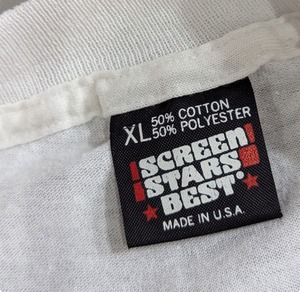 XL 50% COTTON
50% POLYESTER
SCREEN
STARS
BEST®
MADE IN U.S.A.